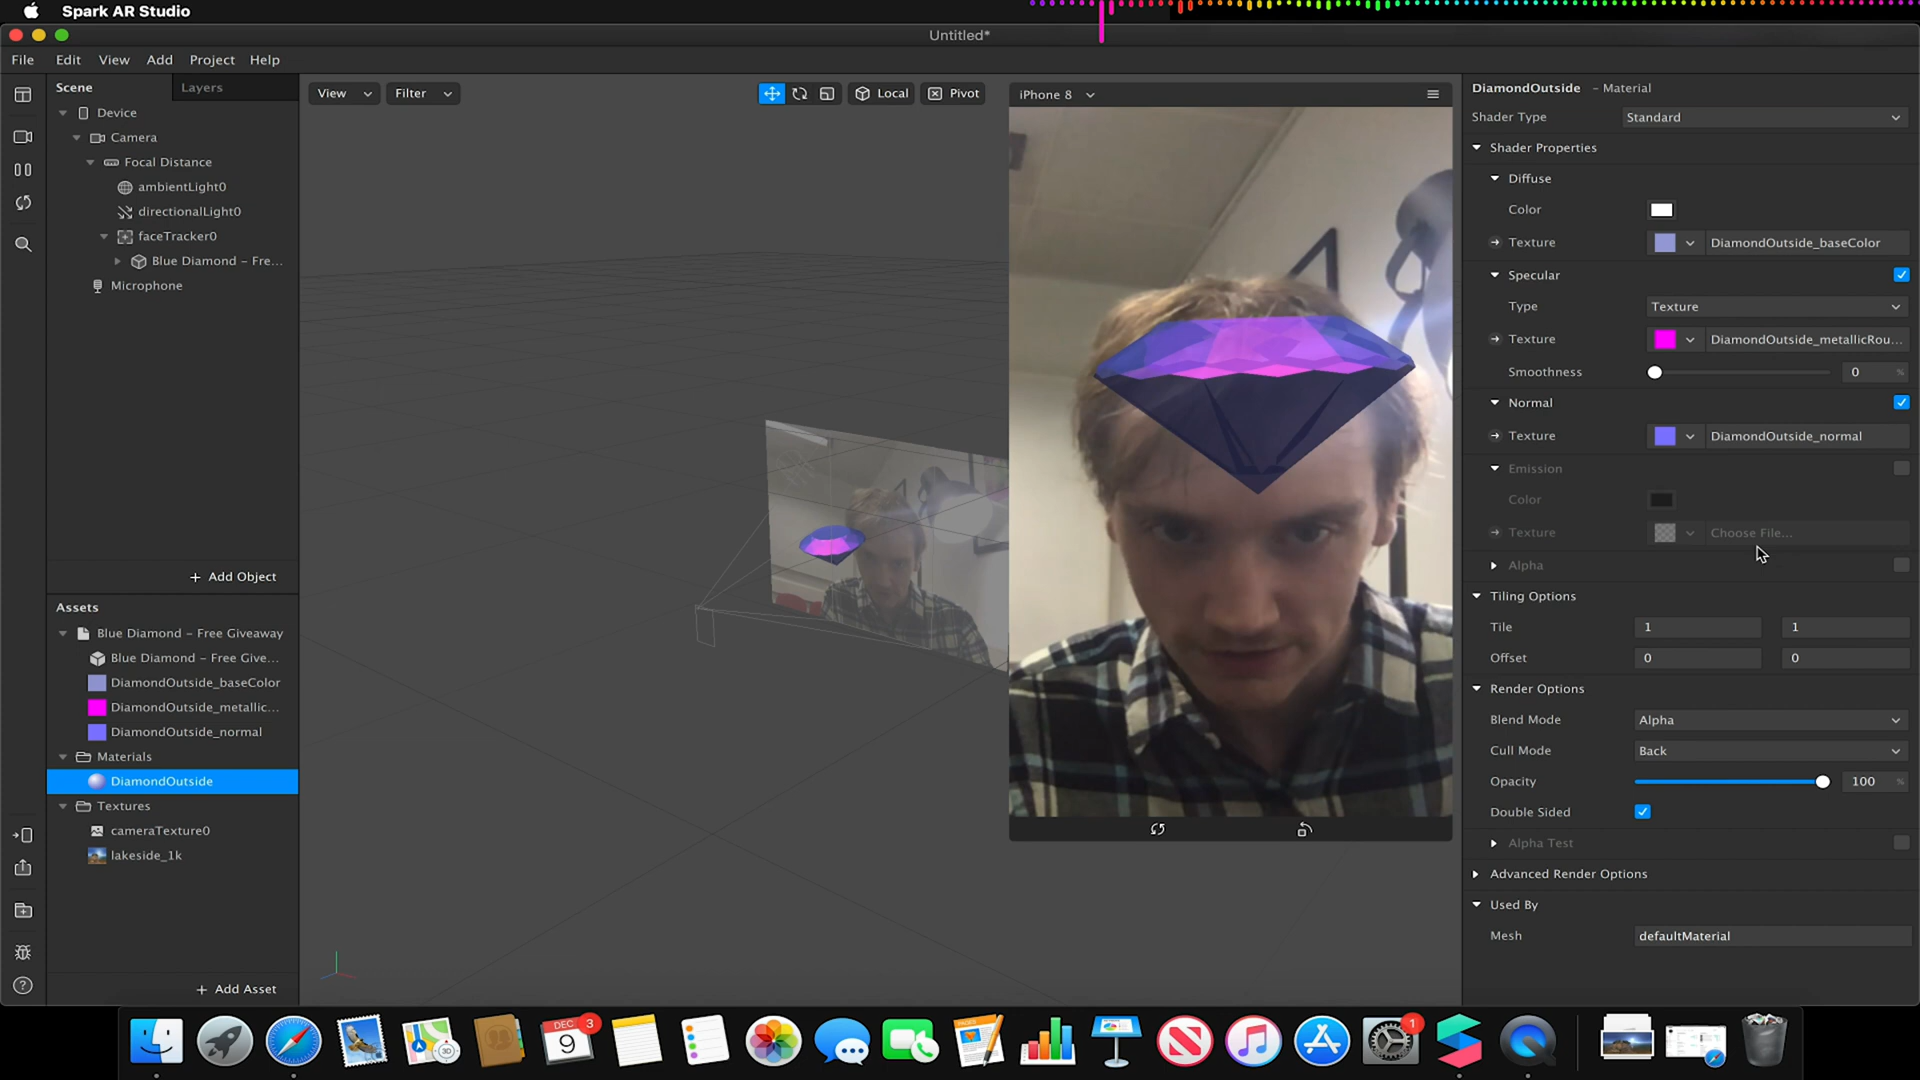 Spark AR Studio
Untitled*
File Edit View Add Project Help
Scene Layers
Device
Camera
Focal Distance
ambientLight0
directionalLight0
faceTracker0
Blue Diamond – Fre...
Microphone
+ Add Object
Assets
Blue Diamond – Free Giveaway
Blue Diamond – Free Give...
DiamondOutside_baseColor
DiamondOutside_metallic...
DiamondOutside_normal
Materials
DiamondOutside
Textures
cameraTexture0
lakeside_1k
+ Add Asset
View Filter Local Pivot
iPhone 8
DiamondOutside – Material
Shader Type Standard
Shader Properties
Diffuse
Color
Texture DiamondOutside_baseColor
Specular
Type Texture
Texture DiamondOutside_metallicRou...
Smoothness 0 %
Normal
Texture DiamondOutside_normal
Emission
Color
Texture Choose File...
Alpha
Tiling Options
Tile 1 1
Offset 0 0
Render Options
Blend Mode Alpha
Cull Mode Back
Opacity 100 %
Double Sided
Alpha Test
Advanced Render Options
Used By
Mesh defaultMaterial
DEC 3
9
30
PAGES
1